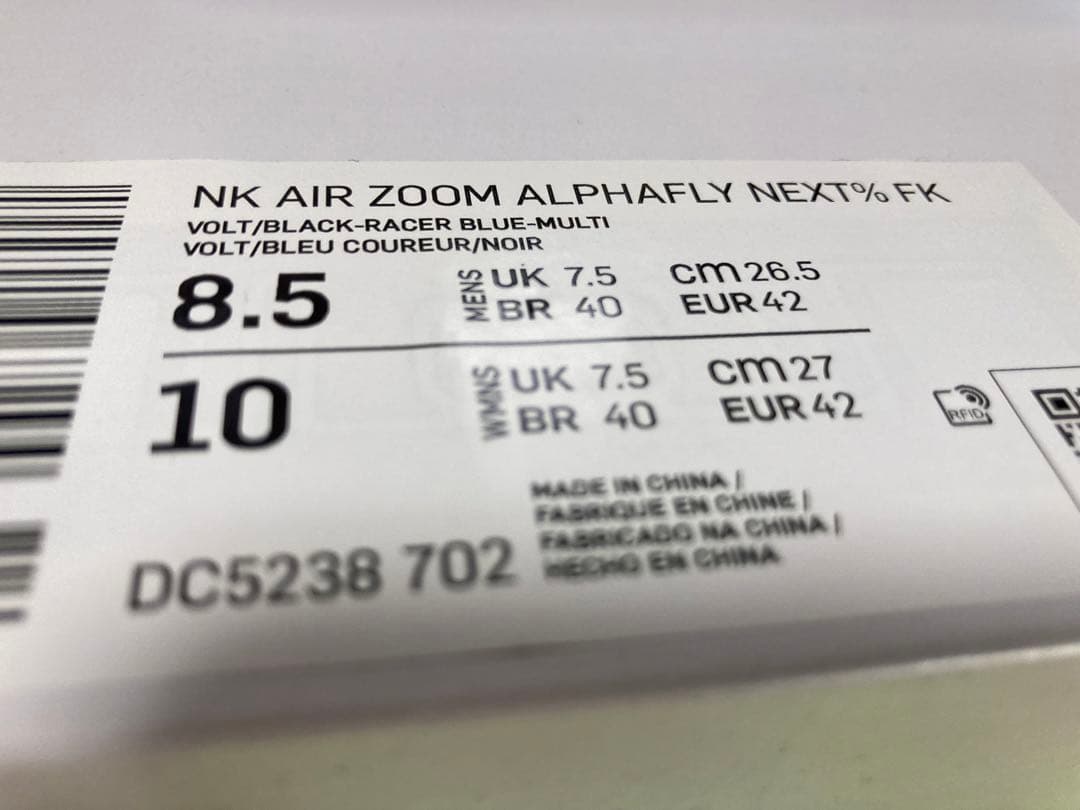 NK AIR ZOOM ALPHAFLY NEXT% FK
VOLT/BLACK-RACER BLUE-MULTI
VOLT/BLEU COUREUR/NOIR
8.5 MENS UK 7.5 cm 26.5
BR 40 EUR 42
10 WMNS UK 7.5 cm 27
BR 40 EUR 42
RFID
MADE IN CHINA /
FABRIQUE EN CHINE /
FABRICADO NA CHINA /
HECHO EN CHINA
DC5238 702